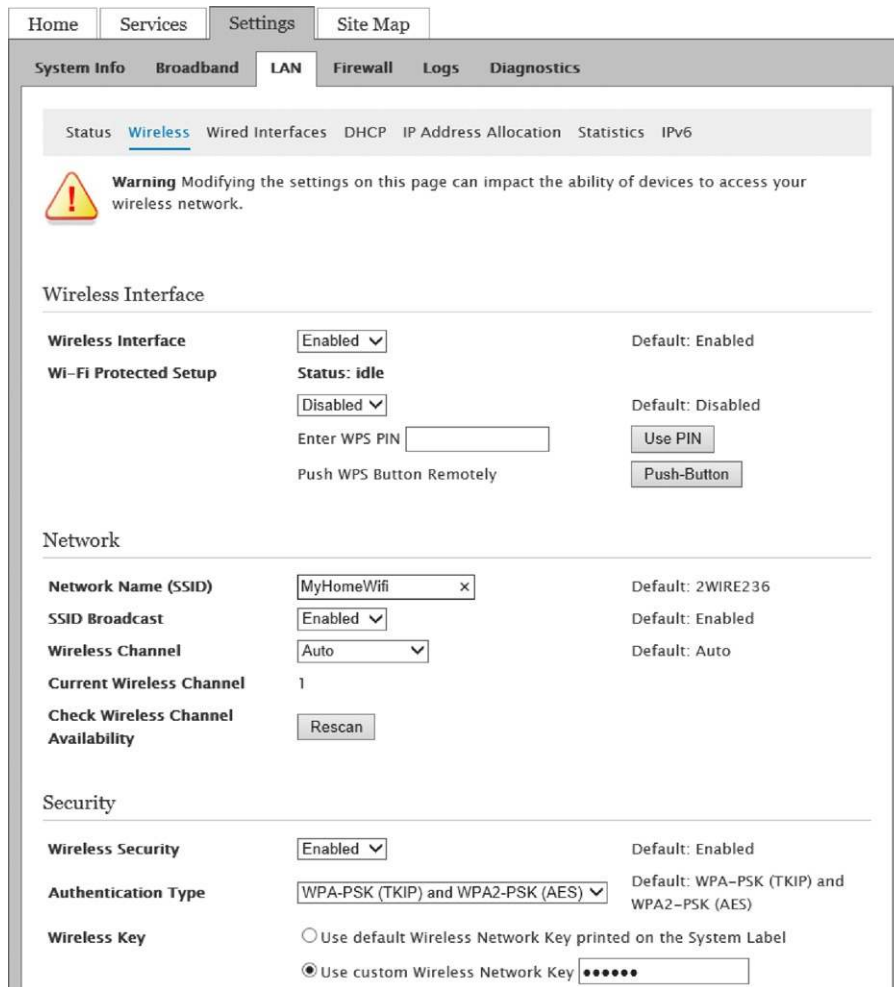 Home Services Settings Site Map
System Info Broadband LAN Firewall Logs Diagnostics
Status Wireless Wired Interfaces DHCP IP Address Allocation Statistics IPv6
Warning Modifying the settings on this page can impact the ability of devices to access your
wireless network.
Wireless Interface
Wireless Interface Enabled Default: Enabled
Wi-Fi Protected Setup Status: idle
Disabled Default: Disabled
Enter WPS PIN Use PIN
Push WPS Button Remotely Push-Button
Network
Network Name (SSID) MyHomeWifi × Default: 2WIRE236
SSID Broadcast Enabled Default: Enabled
Wireless Channel Auto Default: Auto
Current Wireless Channel 1
Check Wireless Channel
Availability Rescan
Security
Wireless Security Enabled Default: Enabled
Authentication Type WPA-PSK (TKIP) and WPA2-PSK (AES) Default: WPA-PSK (TKIP) and
WPA2-PSK (AES)
Wireless Key Use default Wireless Network Key printed on the System Label
Use custom Wireless Network Key ●●●●●●